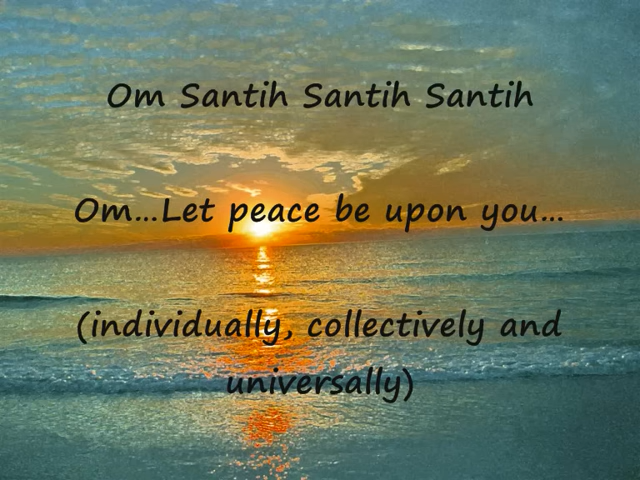 Om Santih Santih Santih
Om...Let peace be upon you...
(individually, collectively and
universally)